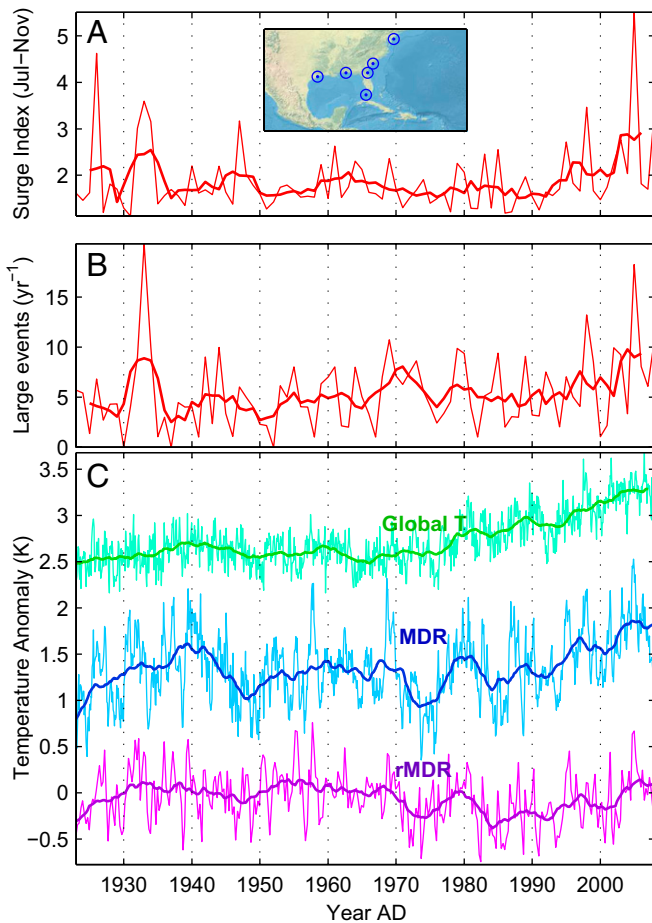 A
Surge Index (Jul−Nov)
5
4
3
2
B
Large events (yr⁻¹)
15
10
5
0
C
Temperature Anomaly (K)
3.5
3
2.5
2
1.5
1
0.5
0
−0.5
Global T
MDR
rMDR
1930 1940 1950 1960 1970 1980 1990 2000
Year AD